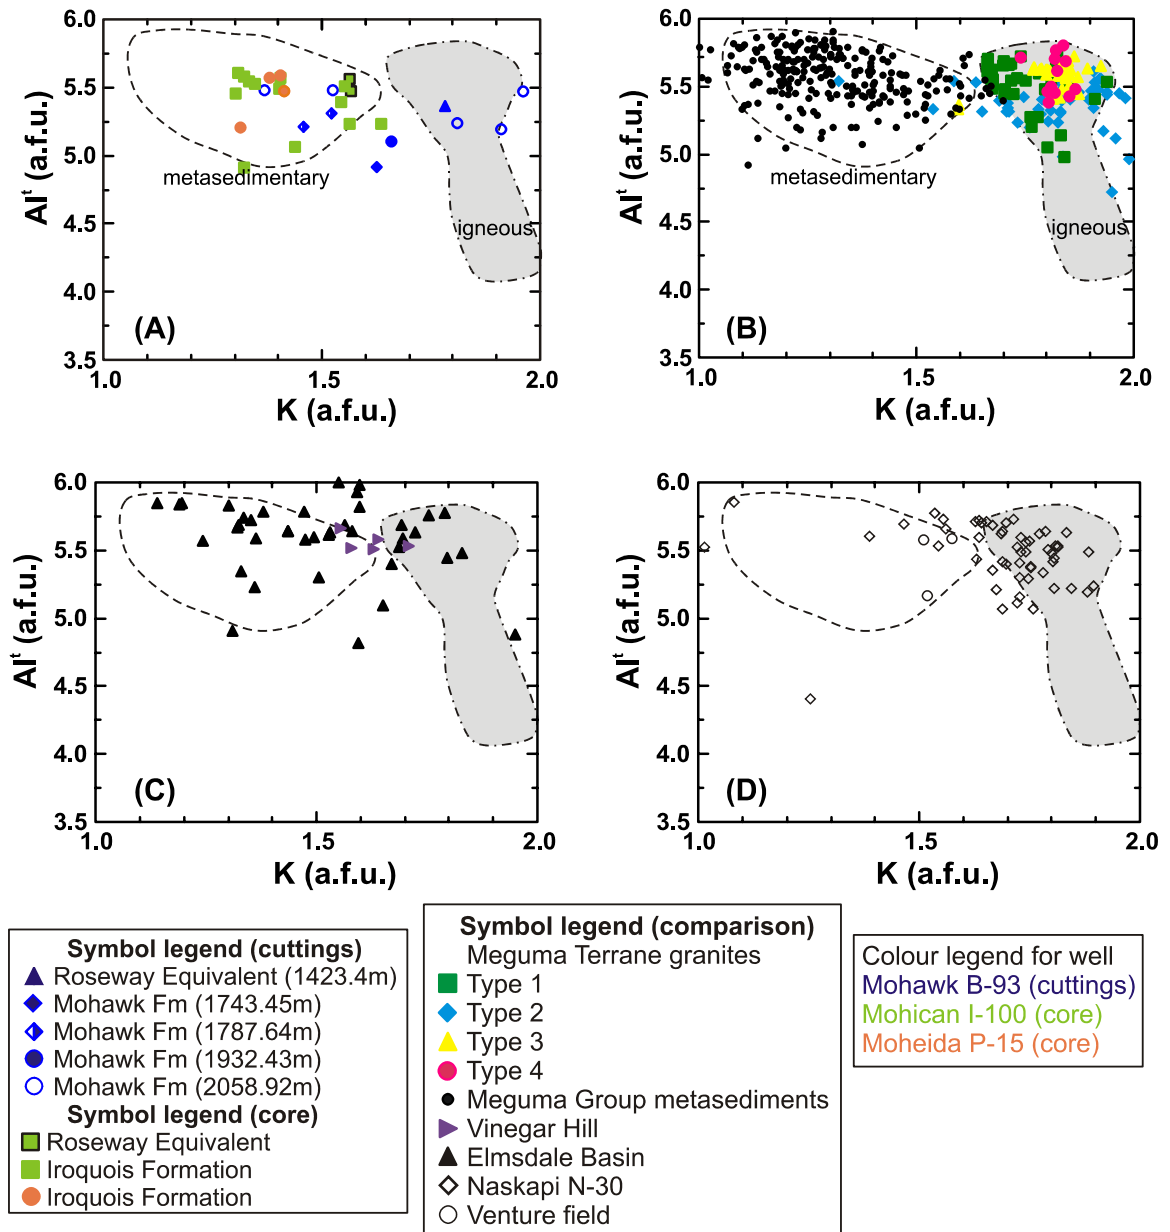 6.0
5.5
5.0
4.5
4.0
3.5
Alᵗ (a.f.u.)
metasedimentary
igneous
(A)
1.0
1.5
2.0
K (a.f.u.)
6.0
5.5
5.0
4.5
4.0
3.5
Alᵗ (a.f.u.)
metasedimentary
igneous
(B)
1.0
1.5
2.0
K (a.f.u.)
6.0
5.5
5.0
4.5
4.0
3.5
Alᵗ (a.f.u.)
(C)
1.0
1.5
2.0
K (a.f.u.)
6.0
5.5
5.0
4.5
4.0
3.5
Alᵗ (a.f.u.)
(D)
1.0
1.5
2.0
K (a.f.u.)
Symbol legend (cuttings)
Roseway Equivalent (1423.4m)
Mohawk Fm (1743.45m)
Mohawk Fm (1787.64m)
Mohawk Fm (1932.43m)
Mohawk Fm (2058.92m)
Symbol legend (core)
Roseway Equivalent
Iroquois Formation
Iroquois Formation
Symbol legend (comparison)
Meguma Terrane granites
Type 1
Type 2
Type 3
Type 4
Meguma Group metasediments
Vinegar Hill
Elmsdale Basin
Naskapi N-30
Venture field
Colour legend for well
Mohawk B-93 (cuttings)
Mohican I-100 (core)
Moheida P-15 (core)